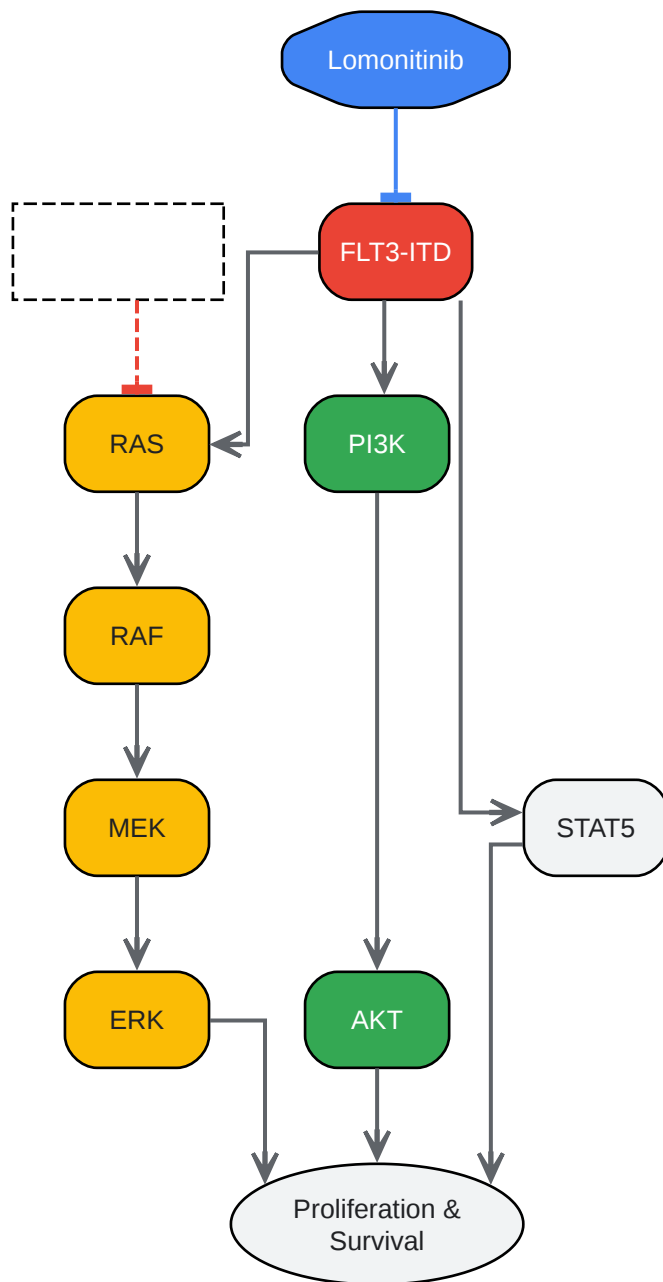 Lomonitinib
FLT3-ITD
RAS
PI3K
RAF
MEK
STAT5
ERK
AKT
Proliferation &
Survival